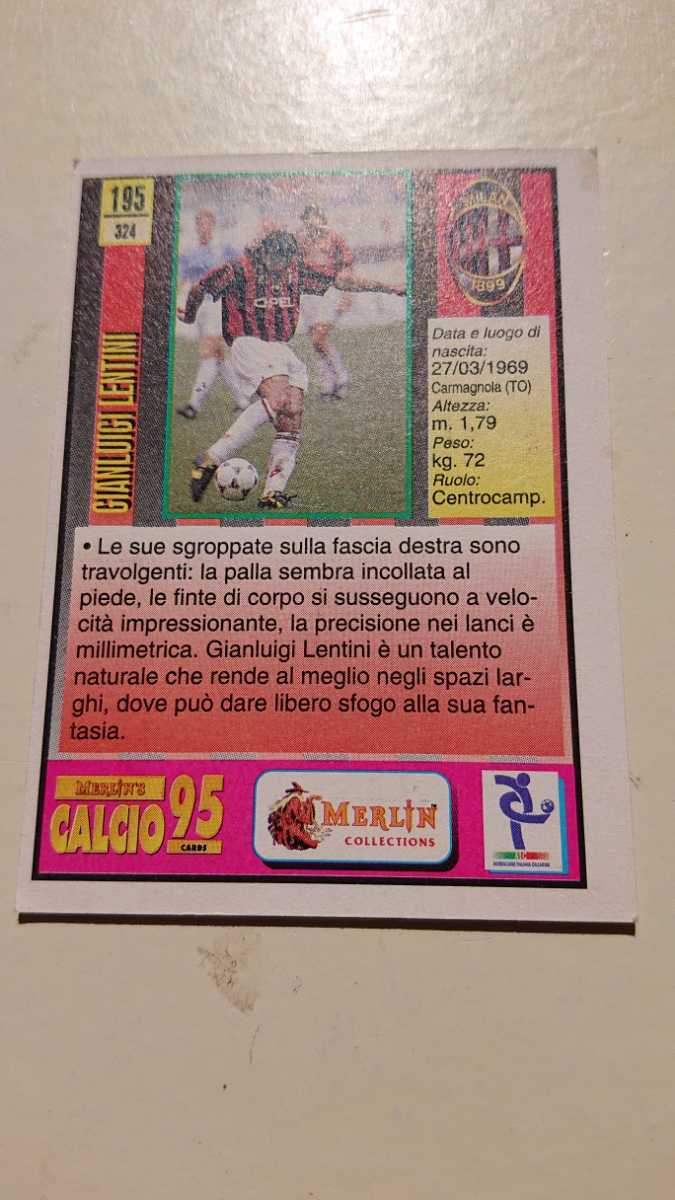 195
324
GIANLUIGI LENTINI
OPEL
MILAN
1899
Data e luogo di
nascita:
27/03/1969
Carmagnola (TO)
Altezza:
m. 1,79
Peso:
kg. 72
Ruolo:
Centrocamp.
• Le sue sgroppate sulla fascia destra sono
travolgenti: la palla sembra incollata al
piede, le finte di corpo si susseguono a velo-
cità impressionante, la precisione nei lanci è
millimetrica. Gianluigi Lentini è un talento
naturale che rende al meglio negli spazi lar-
ghi, dove può dare libero sfogo alla sua fan-
tasia.
MERLIN'S
CALCIO 95
CARDS
MERLIN
COLLECTIONS
ASSOCIAZIONE ITALIANA CALCIATORI